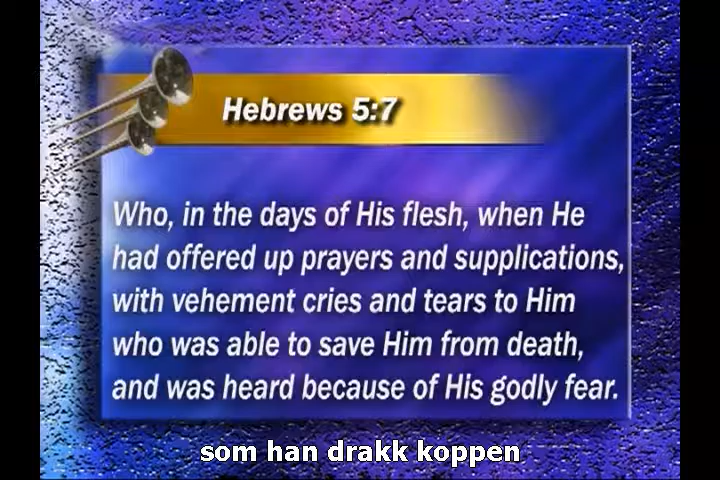 Hebrews 5:7
Who, in the days of His flesh, when He
had offered up prayers and supplications,
with vehement cries and tears to Him
who was able to save Him from death,
and was heard because of His godly fear.
som han drakk koppen